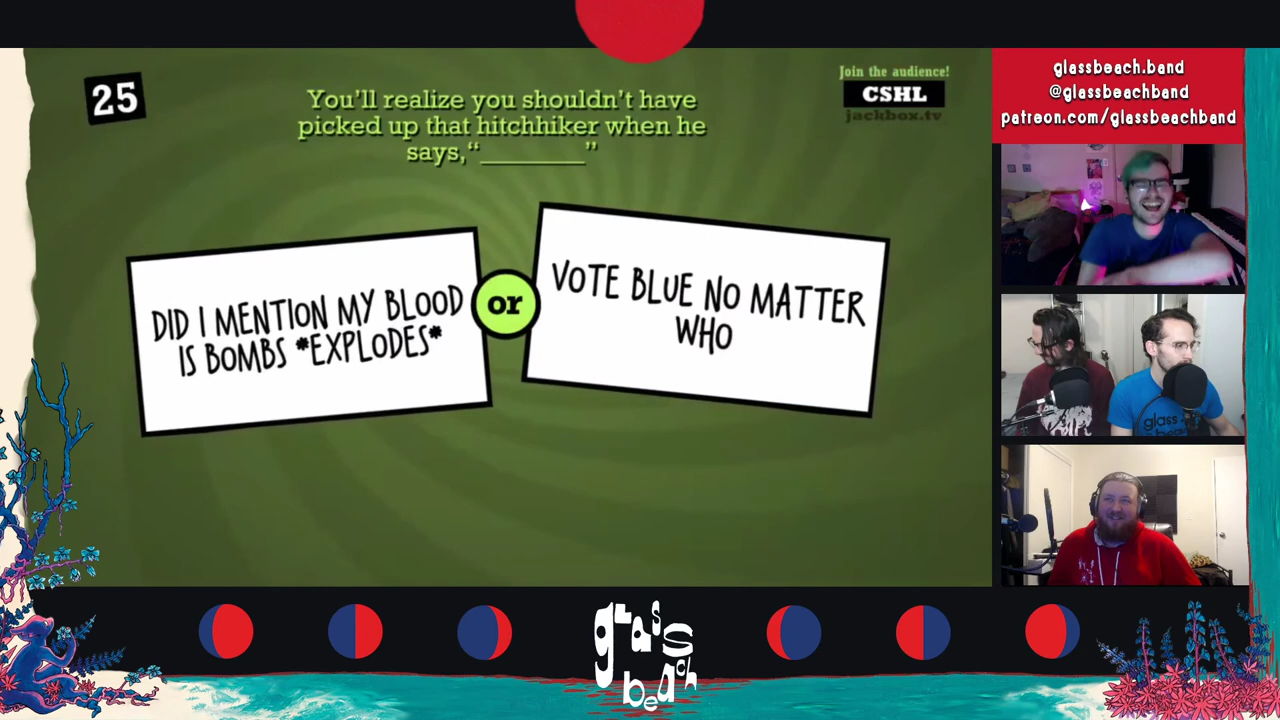 25
You'll realize you shouldn't have
picked up that hitchhiker when he
says,“________”
Join the audience!
CSHL
jackbox.tv
DID I MENTION MY BLOOD
IS BOMBS *EXPLODES*
or
VOTE BLUE NO MATTER
WHO
glassbeach.band
@glassbeachband
patreon.com/glassbeachband
glass
glass
beach